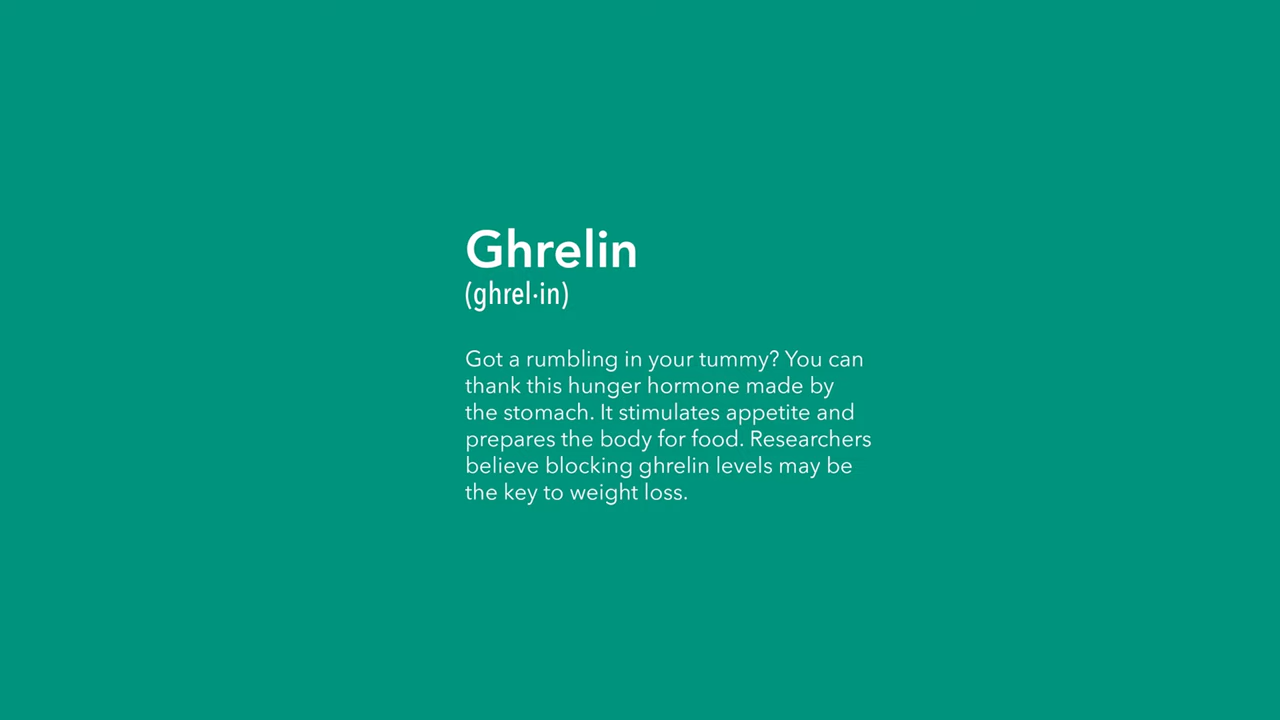 Ghrelin
(ghrel·in)
Got a rumbling in your tummy? You can
thank this hunger hormone made by
the stomach. It stimulates appetite and
prepares the body for food. Researchers
believe blocking ghrelin levels may be
the key to weight loss.